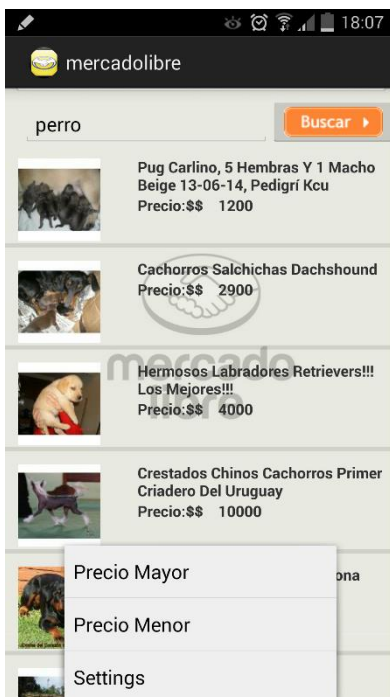 18:07
mercadolibre
perro
Buscar
Pug Carlino, 5 Hembras Y 1 Macho
Beige 13-06-14, Pedigrí Kcu
Precio:$$ 1200
Cachorros Salchichas Dachshound
Precio:$$ 2900
mercado
libre
Hermosos Labradores Retrievers!!!
Los Mejores!!!
Precio:$$ 4000
Crestados Chinos Cachorros Primer
Criadero Del Uruguay
Precio:$$ 10000
ona
Precio Mayor
Precio Menor
Settings